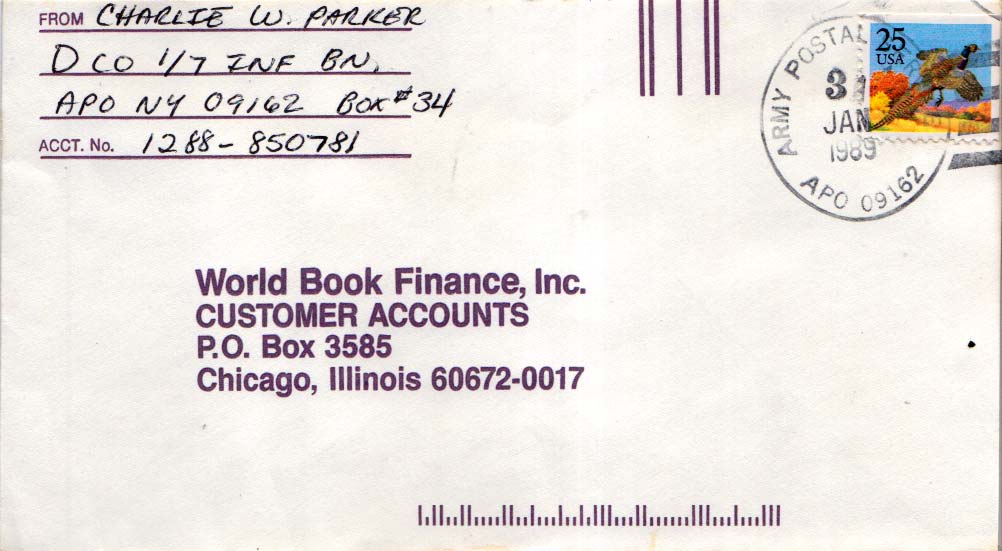 FROM CHARLIE W. PARKER
D CO 1/7 INF BN,
APO NY 09162 BOX #34
ACCT. No. 1288-850781
25
USA
ARMY POSTAL
JAN
1989
APO 09162
World Book Finance, Inc.
CUSTOMER ACCOUNTS
P.O. Box 3585
Chicago, Illinois 60672-0017